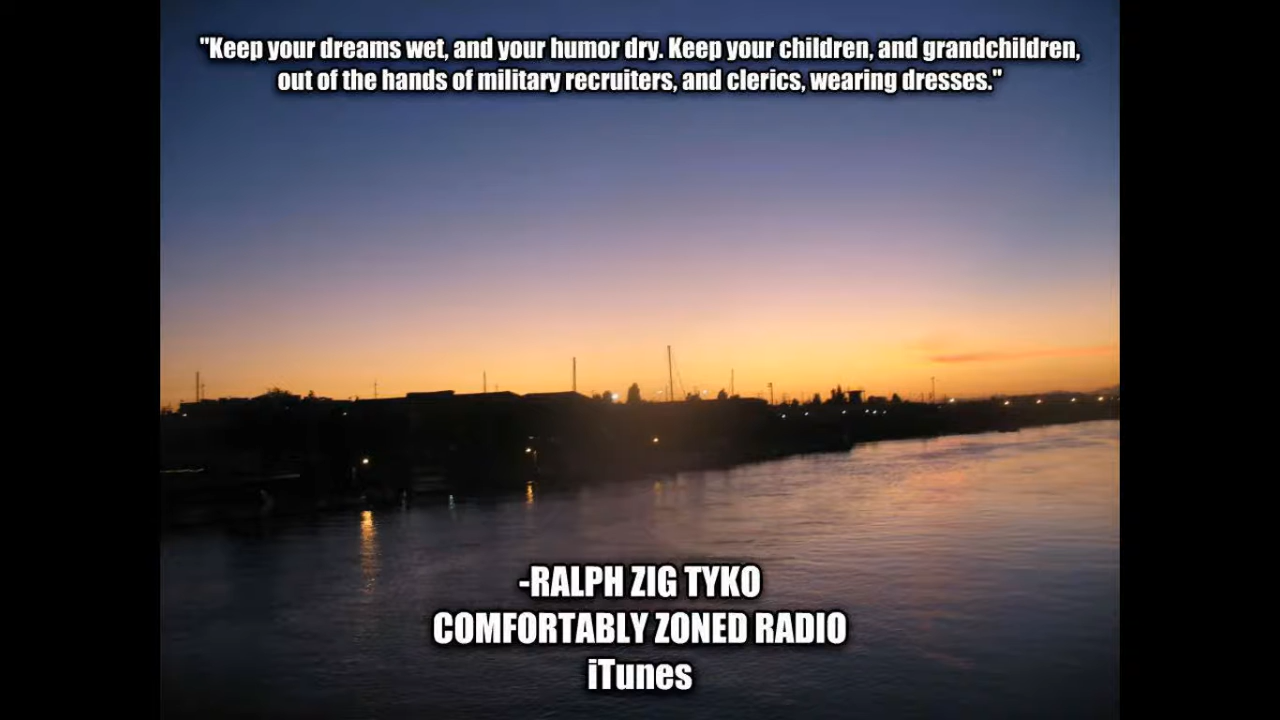 "Keep your dreams wet, and your humor dry. Keep your children, and grandchildren,
out of the hands of military recruiters, and clerics, wearing dresses."
-RALPH ZIG TYKO
COMFORTABLY ZONED RADIO
iTunes